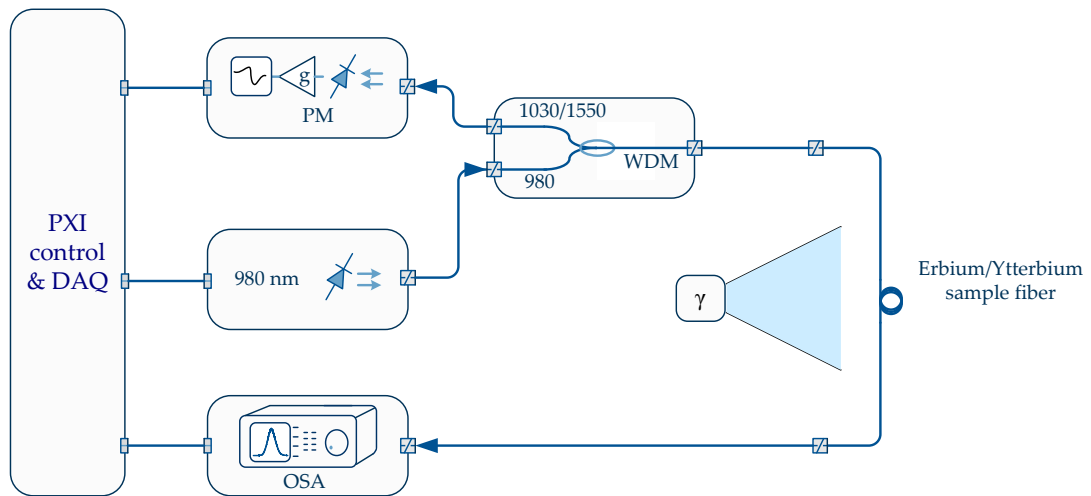 PXI
control
& DAQ
g
PM
980 nm
OSA
1030/1550
WDM
980
γ
Erbium/Ytterbium
sample fiber